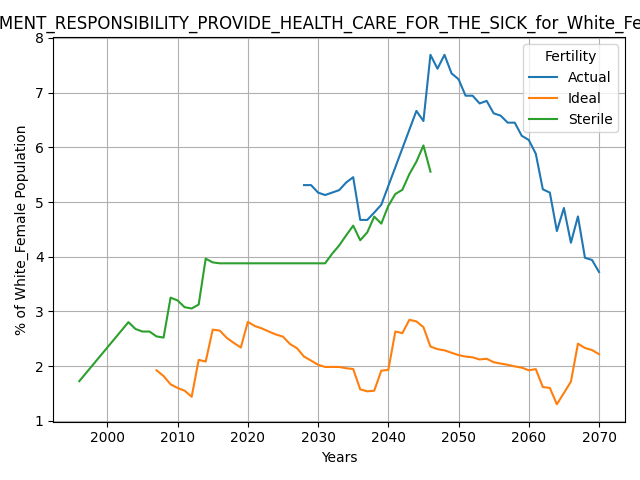 MENT_RESPONSIBILITY_PROVIDE_HEALTH_CARE_FOR_THE_SICK_for_White_Fe
8
7
6
5
4
3
2
1
% of White_Female Population
Fertility
Actual
Ideal
Sterile
2000 2010 2020 2030 2040 2050 2060 2070
Years